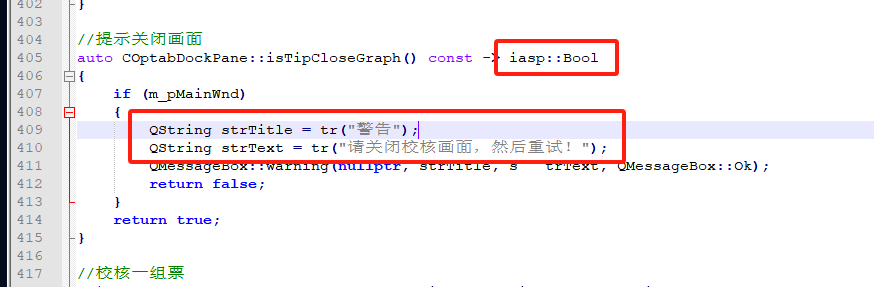 402 }
403
404 //提示关闭画面
405 auto COptabDockPane::isTipCloseGraph() const -> iasp::Bool
406 {
407 if (m_pMainWnd)
408 {
409 QString strTitle = tr("警告");
410 QString strText = tr("请关闭校核画面，然后重试！");
411 QMessageBox::Warning(nullptr, strTitle, s trText, QMessageBox::Ok);
412 return false;
413 }
414 return true;
415 }
416
417 //校核一组票